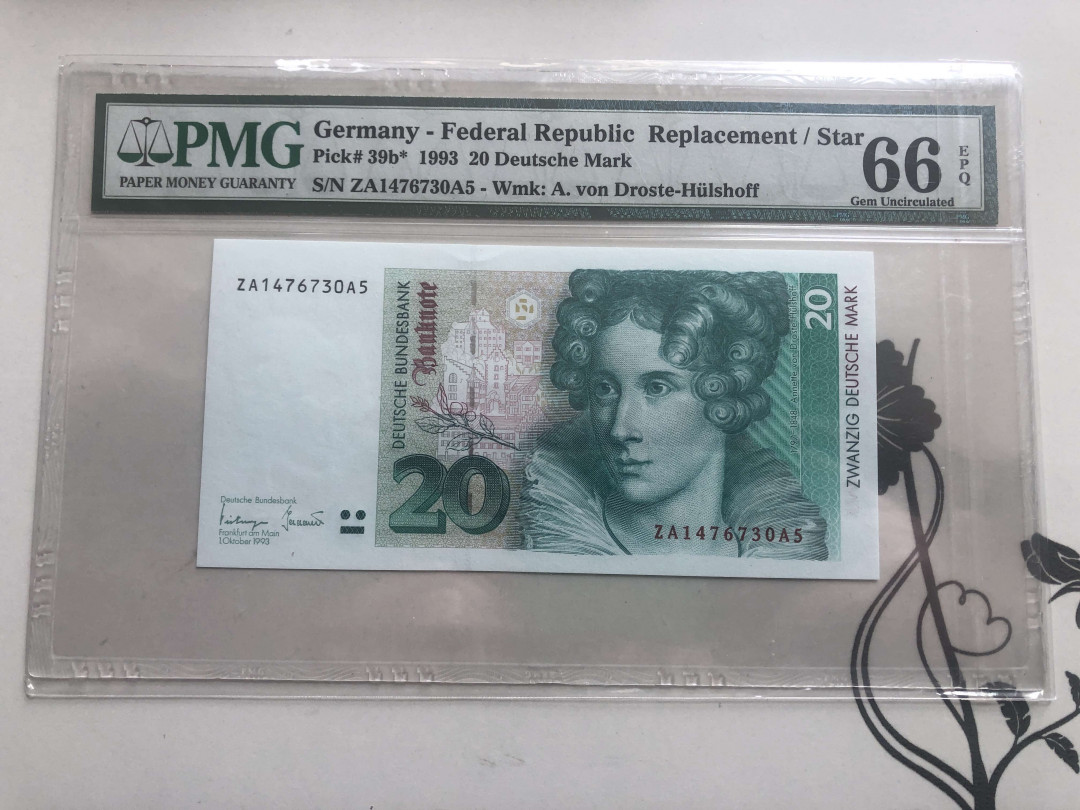 PMG
PAPER MONEY GUARANTY
Germany - Federal Republic Replacement / Star
Pick# 39b* 1993 20 Deutsche Mark
S/N ZA1476730A5 - Wmk: A. von Droste-Hülshoff
66
EPQ
Gem Uncirculated
ZA1476730A5
DEUTSCHE BUNDESBANK
Banknote
20
Deutsche Bundesbank
Frankfurt am Main
1. Oktober 1993
ZA1476730A5
20
ZWANZIG DEUTSCHE MARK